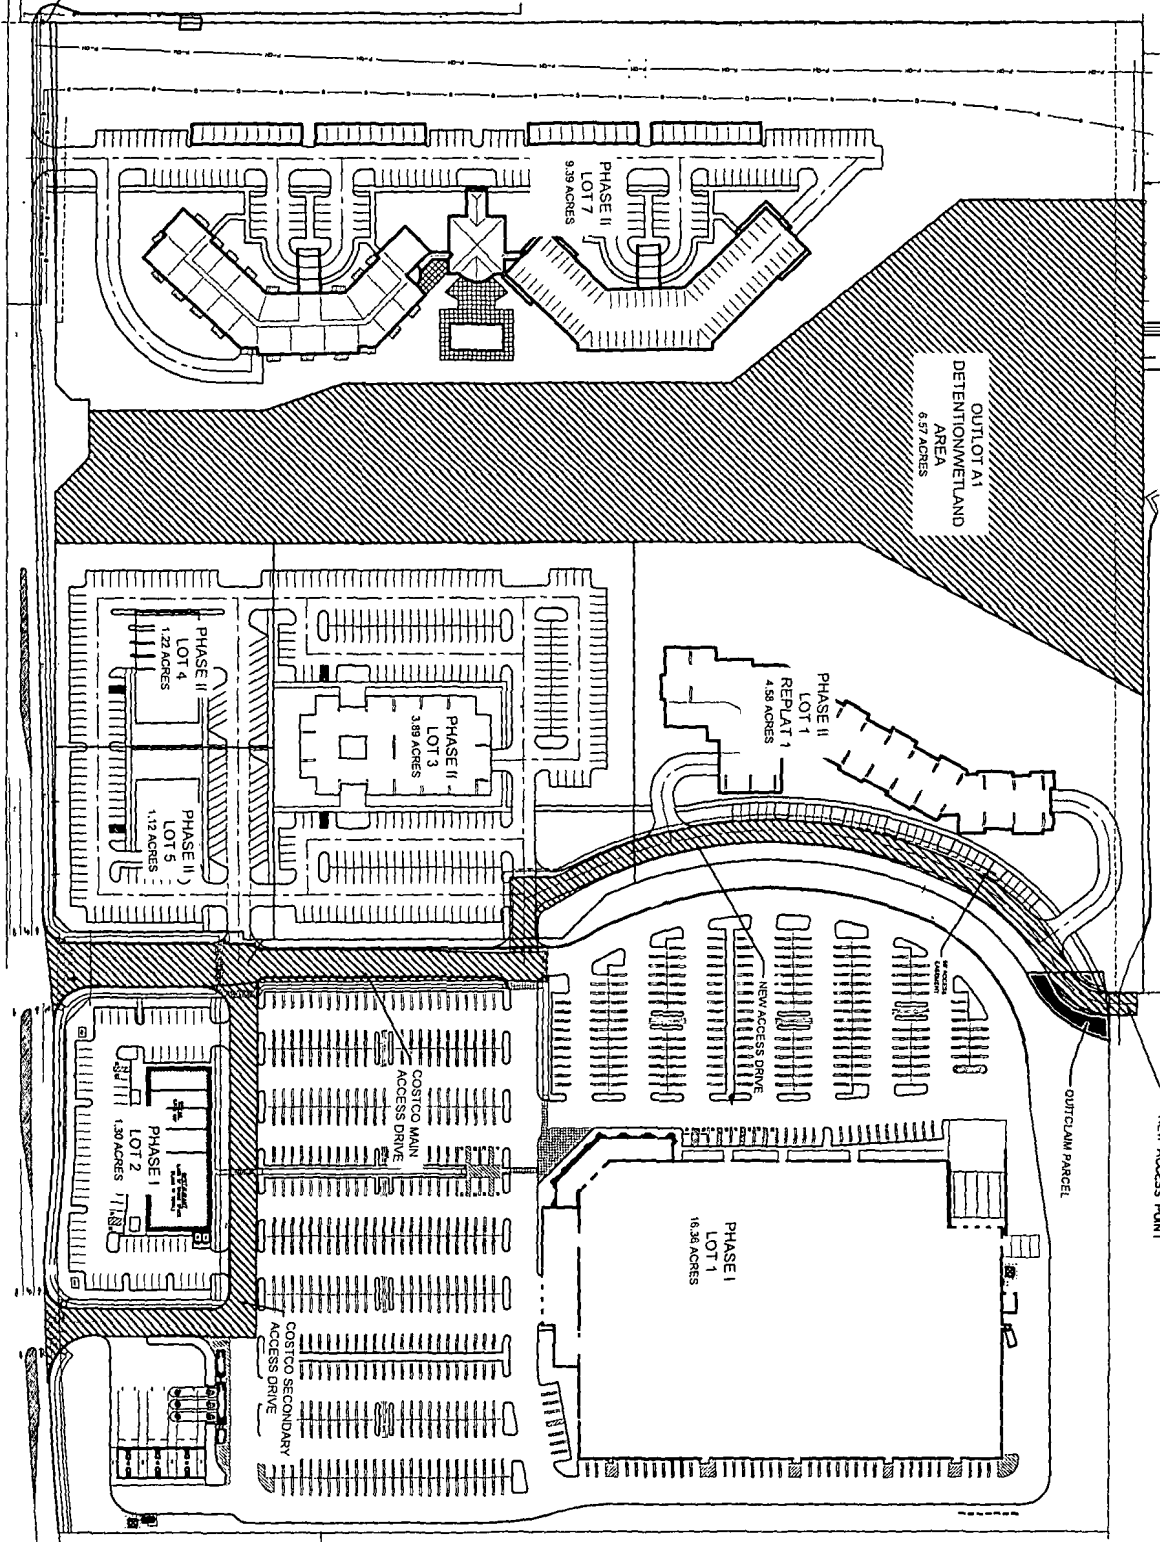 PHASE II
LOT 7
9.39 ACRES
OUTLOT A1
DETENTION/WETLAND
AREA
6.57 ACRES
PHASE II
LOT 4
1.22 ACRES
PHASE II
LOT 3
3.89 ACRES
PHASE II
LOT 1
REPLAT 1
4.58 ACRES
PHASE II
LOT 5
1.12 ACRES
NEW ACCESS DRIVE
COSTCO MAIN
ACCESS DRIVE
QUITCLAIM PARCEL
NEW ACCESS POINT
PHASE I
LOT 2
1.30 ACRES
PHASE I
LOT 1
16.36 ACRES
COSTCO SECONDARY
ACCESS DRIVE